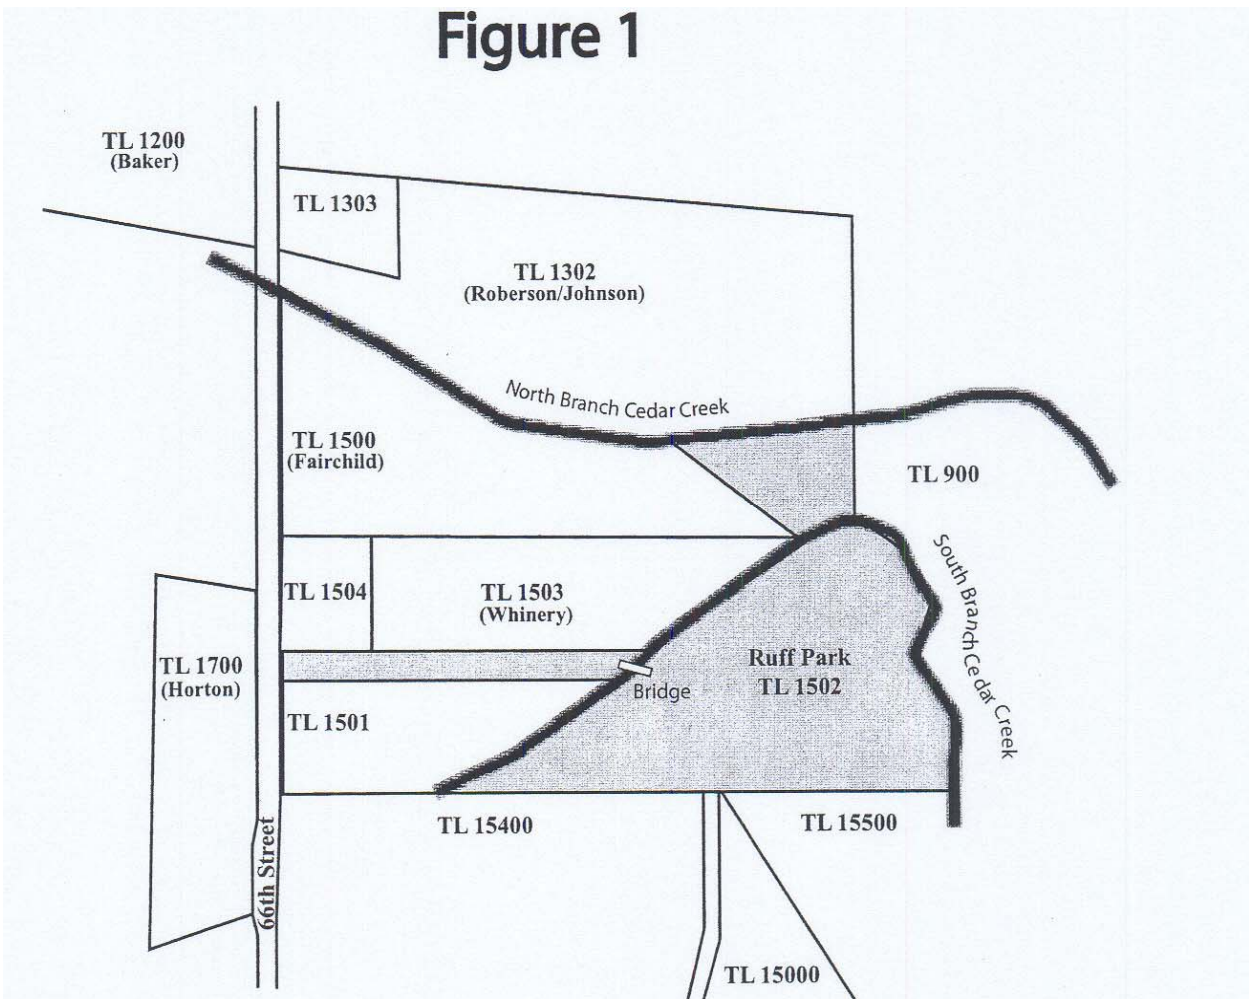 Figure 1
TL 1200
(Baker)
TL 1303
TL 1302
(Roberson/Johnson)
North Branch Cedar Creek
TL 1500
(Fairchild)
TL 900
South Branch Cedar Creek
TL 1504
TL 1503
(Whinery)
TL 1700
(Horton)
Ruff Park
TL 1502
Bridge
TL 1501
66th Street
TL 15400
TL 15500
TL 15000